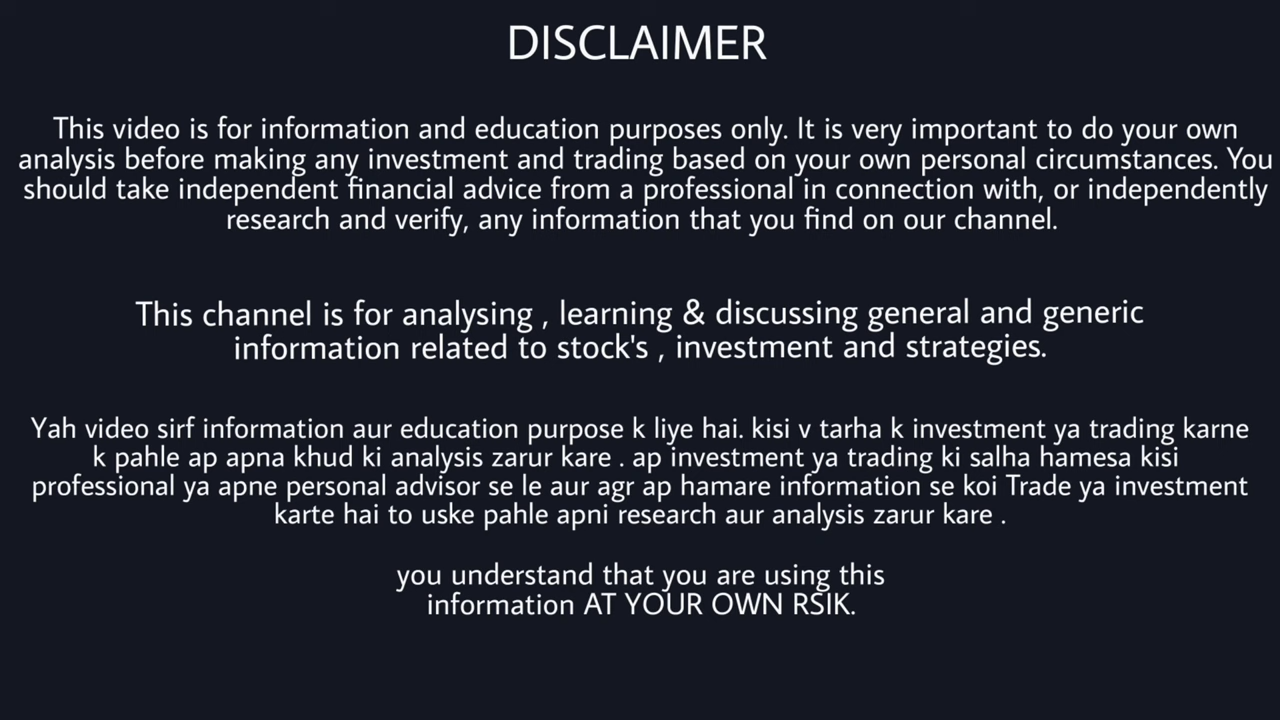 DISCLAIMER
This video is for information and education purposes only. It is very important to do your own
analysis before making any investment and trading based on your own personal circumstances. You
should take independent financial advice from a professional in connection with, or independently
research and verify, any information that you find on our channel.
This channel is for analysing , learning & discussing general and generic
information related to stock's , investment and strategies.
Yah video sirf information aur education purpose k liye hai. kisi v tarha k investment ya trading karne
k pahle ap apna khud ki analysis zarur kare . ap investment ya trading ki salha hamesa kisi
professional ya apne personal advisor se le aur agr ap hamare information se koi Trade ya investment
karte hai to uske pahle apni research aur analysis zarur kare .
you understand that you are using this
information AT YOUR OWN RSIK.